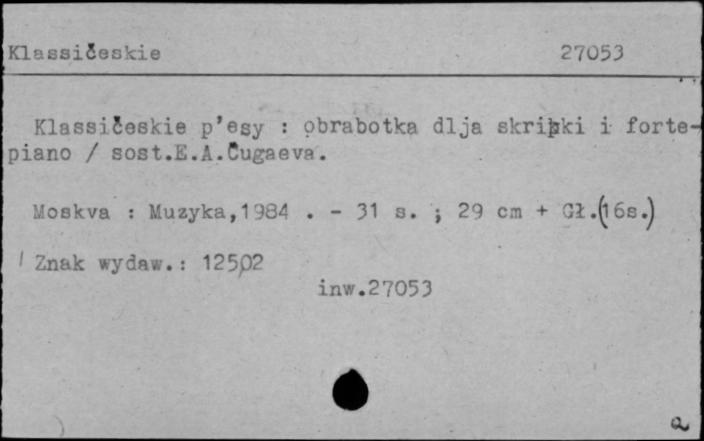 Klassičeskie 27053
Klassičeskie p'esy : obrabotka dlja skripki i forte-
piano / sost.E.A.Čugaeva.
Moskva : Muzyka,1984 . - 31 s. ; 29 cm + Gł.(16s.)
Znak wydaw.: 12502
inw.27053
a